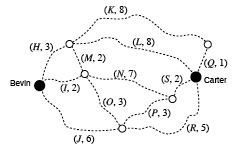 (K, 8)
(H, 3)
(L, 8)
(M, 2)
(Q, 1)
Bevin
(I, 2)
(N, 7)
(S, 2)
Carter
(O, 3)
(P, 3)
(J, 6)
(R, 5)